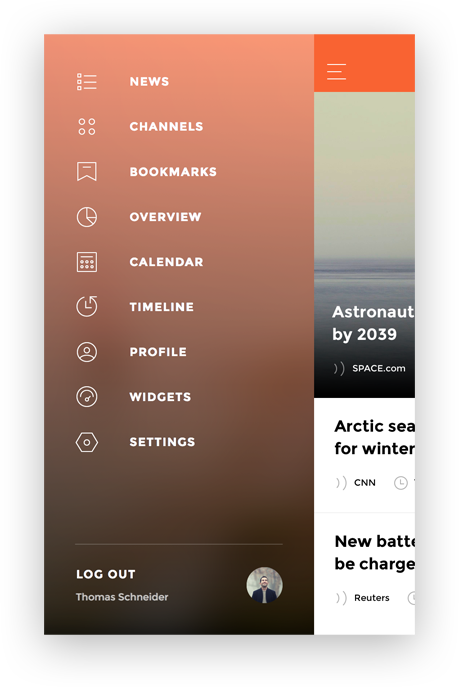 NEWS
CHANNELS
BOOKMARKS
OVERVIEW
CALENDAR
TIMELINE
PROFILE
WIDGETS
SETTINGS
LOG OUT
Thomas Schneider
Astronaut
by 2039
SPACE.com
Arctic sea
for winter
CNN
New batte
be charge
Reuters